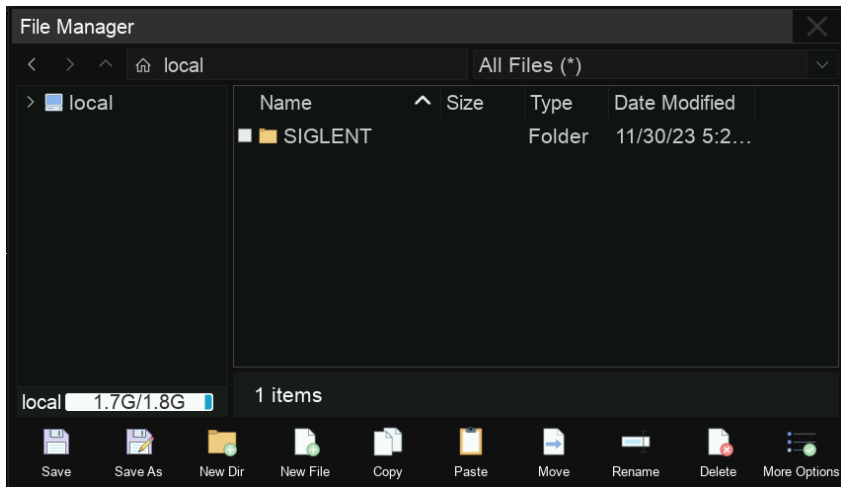 File Manager
local All Files (*)
local
Name Size Type Date Modified
SIGLENT Folder 11/30/23 5:2...
local 1.7G/1.8G
1 items
Save Save As New Dir New File Copy Paste Move Rename Delete More Options